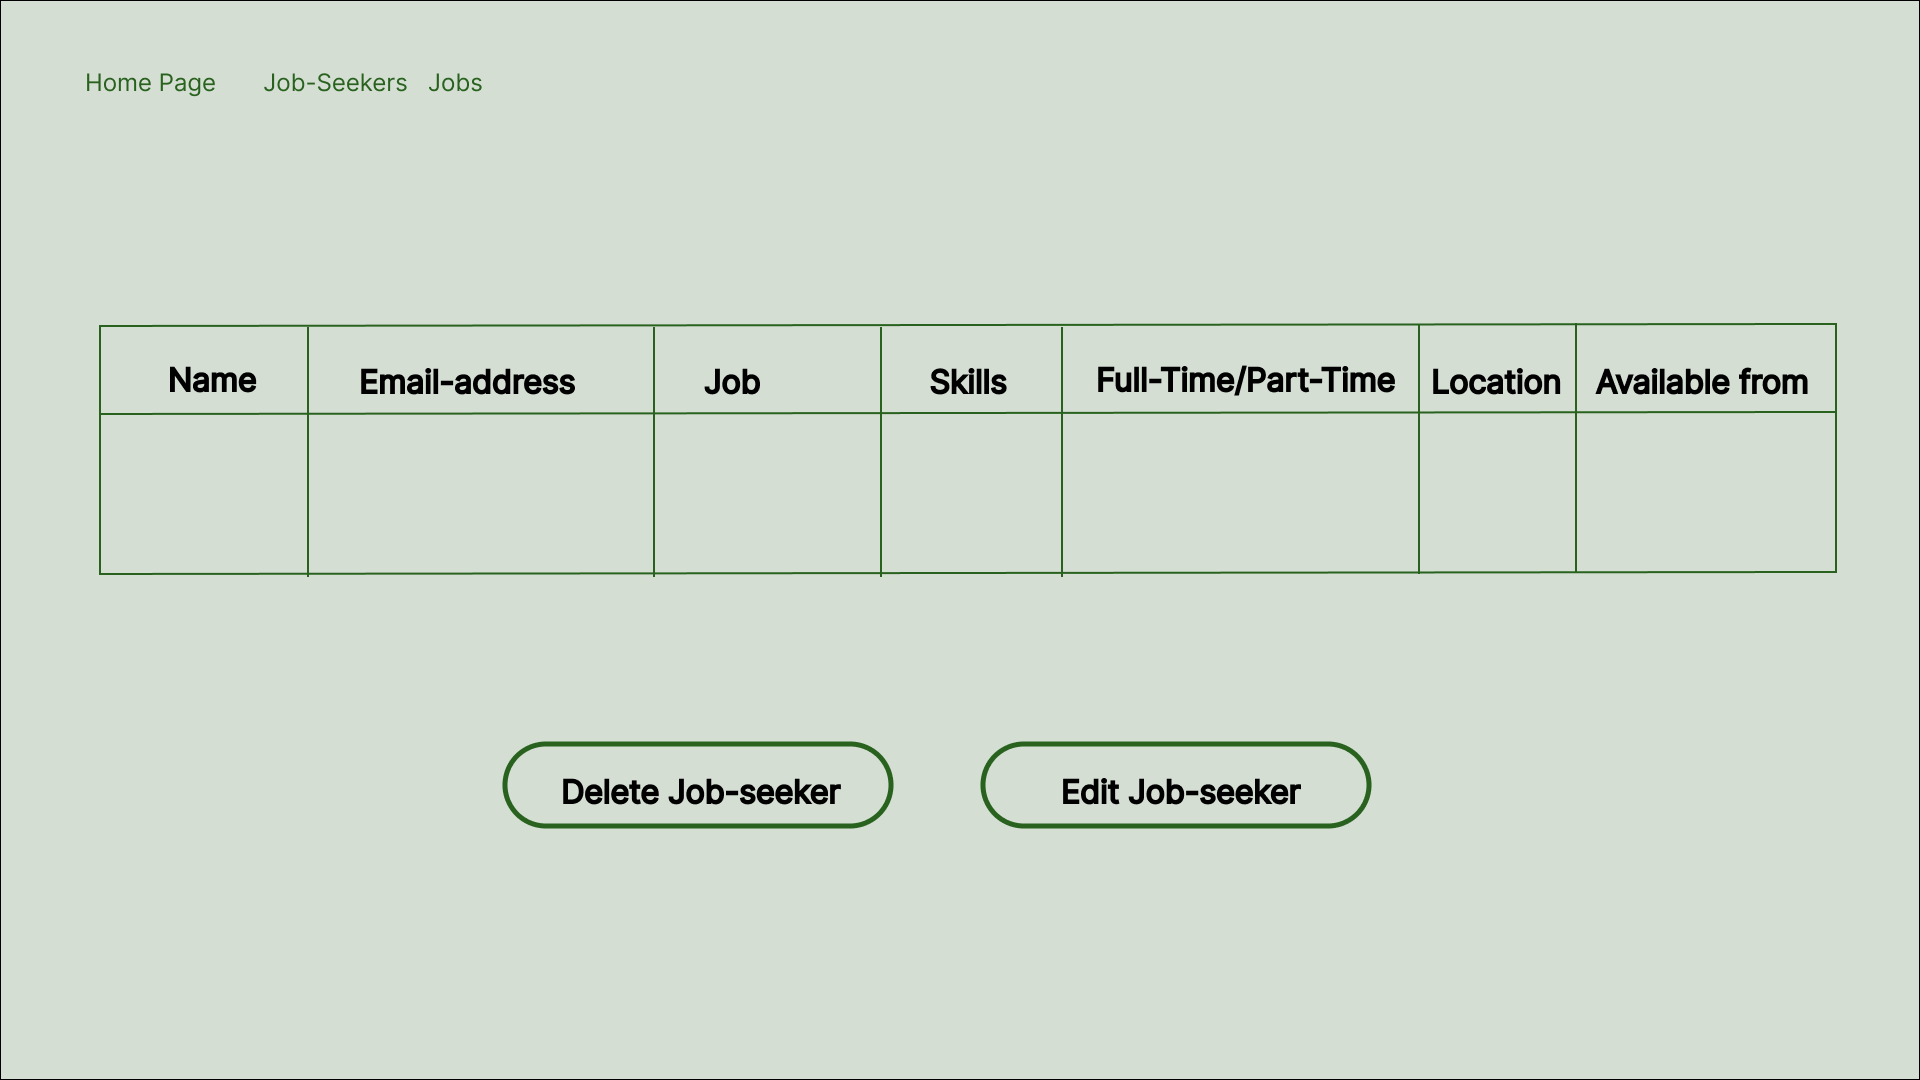 Home Page Job-Seekers Jobs
Name Email-address Job Skills Full-Time/Part-Time Location Available from
Delete Job-seeker Edit Job-seeker